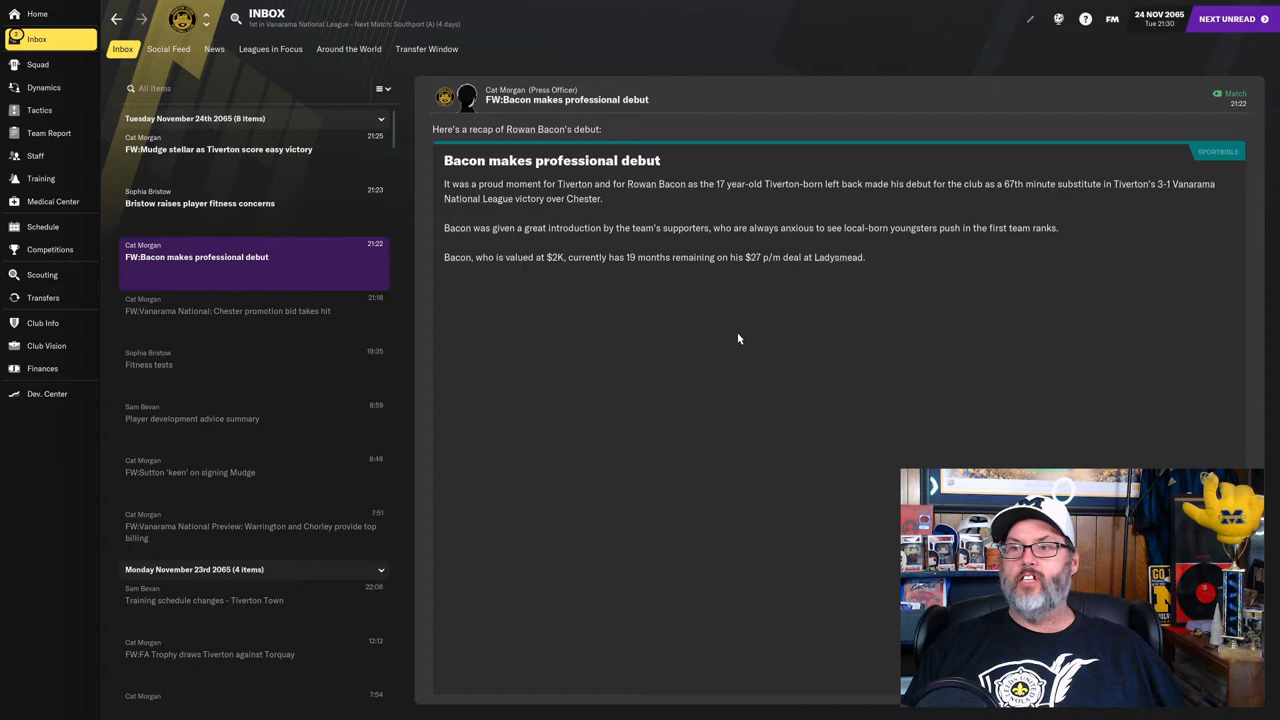 Home
Inbox
2
Squad
Dynamics
Tactics
Team Report
Staff
Training
Medical Center
Schedule
Competitions
Scouting
Transfers
Club Info
Club Vision
Finances
Dev. Center
INBOX
1st in Vanarama National League - Next Match: Southport (A) (4 days)
?
FM
24 NOV 2065
Tue 21:30
NEXT UNREAD
Inbox
Social Feed
News
Leagues in Focus
Around the World
Transfer Window
All Items
Tuesday November 24th 2065 (8 items)
Cat Morgan
21:25
FW:Mudge stellar as Tiverton score easy victory
Sophia Bristow
21:23
Bristow raises player fitness concerns
Cat Morgan
21:22
FW:Bacon makes professional debut
Cat Morgan
21:18
FW:Vanarama National: Chester promotion bid takes hit
Sophia Bristow
19:35
Fitness tests
Sam Bevan
8:59
Player development advice summary
Cat Morgan
8:48
FW:Sutton 'keen' on signing Mudge
Cat Morgan
7:51
FW:Vanarama National Preview: Warrington and Chorley provide top
billing
Monday November 23rd 2065 (4 items)
Sam Bevan
22:08
Training schedule changes - Tiverton Town
Cat Morgan
12:12
FW:FA Trophy draws Tiverton against Torquay
Cat Morgan
7:54
Cat Morgan (Press Officer)
FW:Bacon makes professional debut
Match
21:22
Here's a recap of Rowan Bacon's debut:
Bacon makes professional debut
SPORTBIBLE
It was a proud moment for Tiverton and for Rowan Bacon as the 17 year-old Tiverton-born left back made his debut for the club as a 67th minute substitute in Tiverton's 3-1 Vanarama
National League victory over Chester.
Bacon was given a great introduction by the team's supporters, who are always anxious to see local-born youngsters push in the first team ranks.
Bacon, who is valued at $2K, currently has 19 months remaining on his $27 p/m deal at Ladysmead.
M
GO